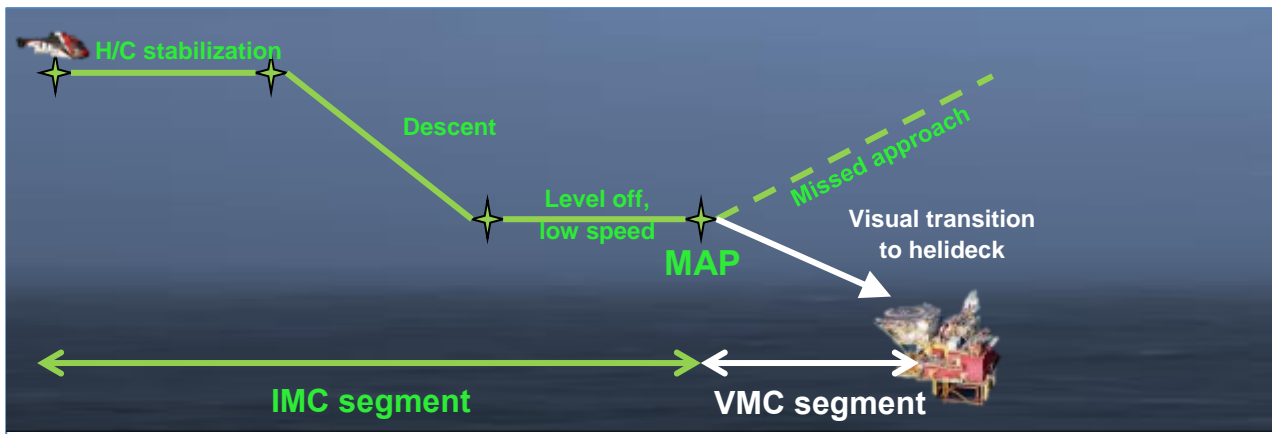 H/C stabilization
Descent
Missed approach
Level off,
low speed
MAP
Visual transition
to helideck
IMC segment
VMC segment